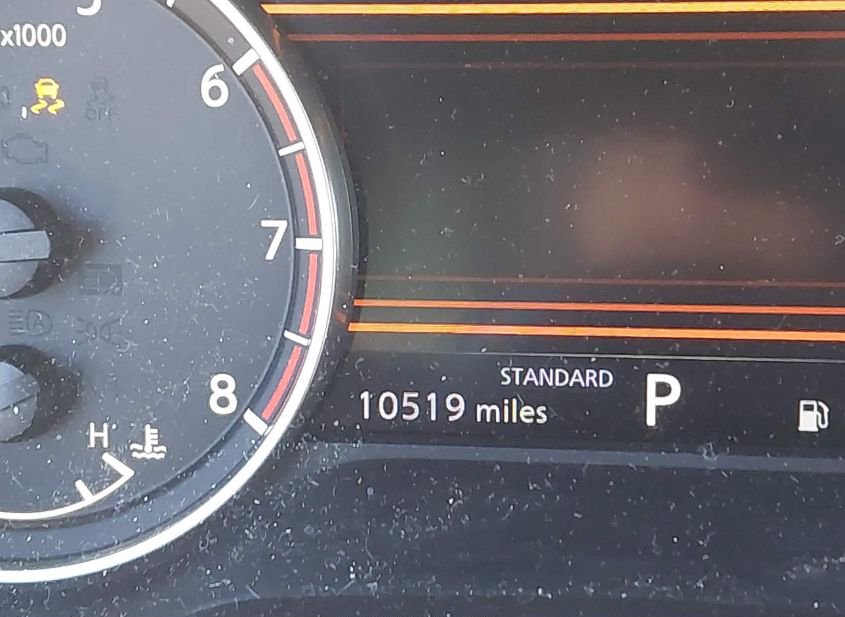 x1000
6
OFF
7
8
STANDARD
P
10519 miles
H